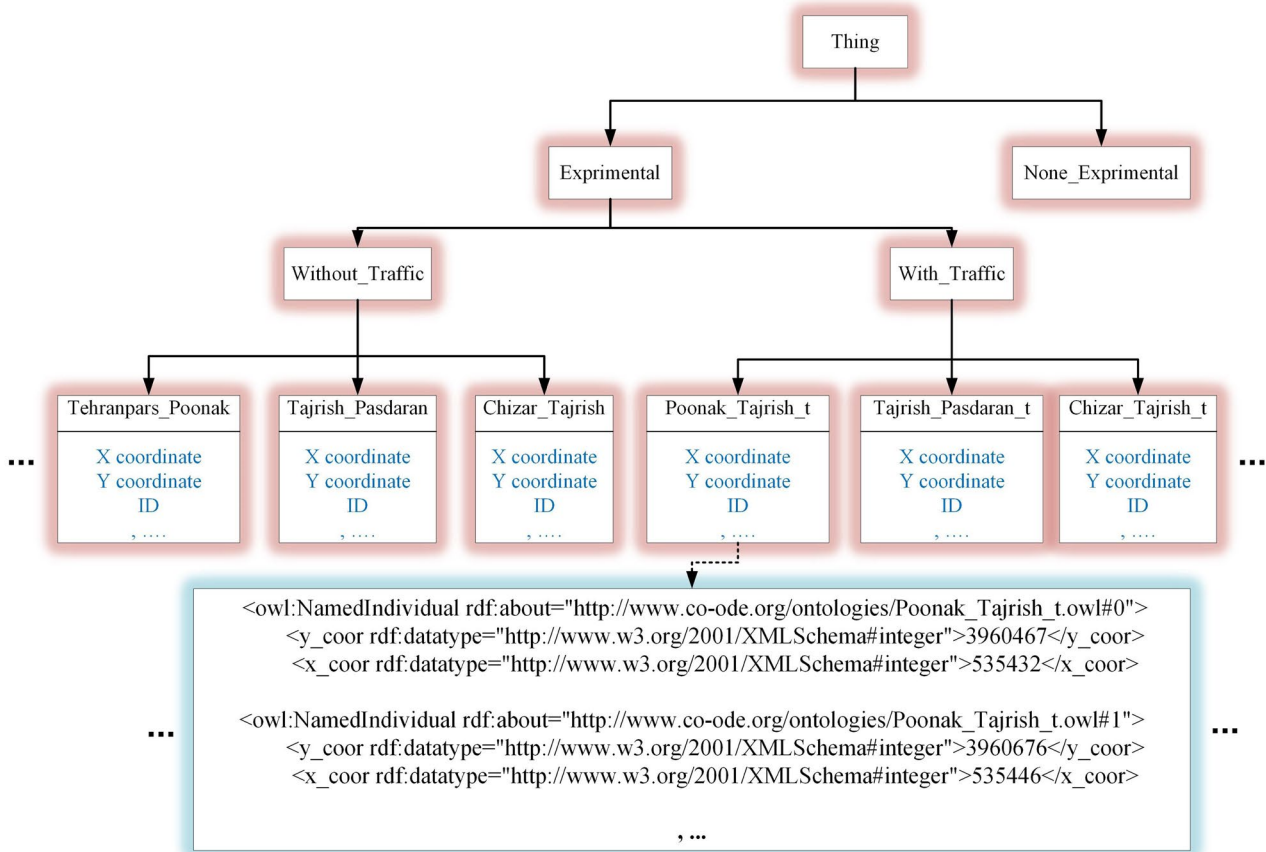 Thing
Exprimental
None_Exprimental
Without_Traffic
With_Traffic
Tehranpars_Poonak
X coordinate
Y coordinate
ID
, ....
Tajrish_Pasdaran
X coordinate
Y coordinate
ID
, ....
Chizar_Tajrish
X coordinate
Y coordinate
ID
, ....
Poonak_Tajrish_t
X coordinate
Y coordinate
ID
, ....
Tajrish_Pasdaran_t
X coordinate
Y coordinate
ID
, ....
Chizar_Tajrish_t
X coordinate
Y coordinate
ID
, ....
...
...
<owl:NamedIndividual rdf:about="http://www.co-ode.org/ontologies/Poonak_Tajrish_t.owl#0">
<y_coor rdf:datatype="http://www.w3.org/2001/XMLSchema#integer">3960467</y_coor>
<x_coor rdf:datatype="http://www.w3.org/2001/XMLSchema#integer">535432</x_coor>
<owl:NamedIndividual rdf:about="http://www.co-ode.org/ontologies/Poonak_Tajrish_t.owl#1">
<y_coor rdf:datatype="http://www.w3.org/2001/XMLSchema#integer">3960676</y_coor>
<x_coor rdf:datatype="http://www.w3.org/2001/XMLSchema#integer">535446</x_coor>
, ...
...
...